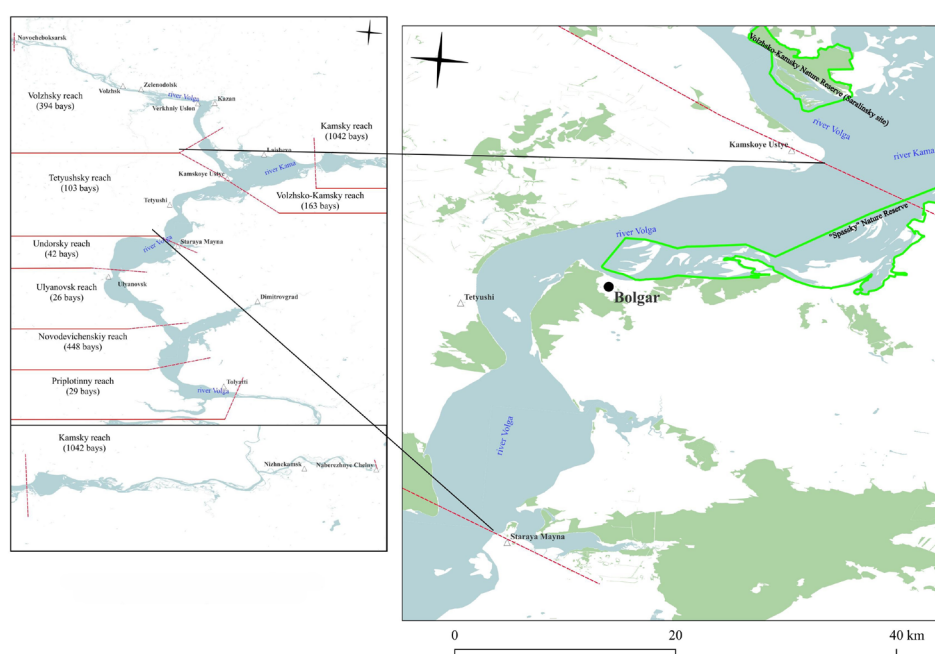 Novocheboksarsk
Volzhsk
Zelenodolsk
river Volga
Verkhniy Uslon
Kazan
Volzhsky reach
(394 bays)
Kamsky reach
(1042 bays)
Laishevo
river Kama
Kamskoye Ustye
Tetyushsky reach
(103 bays)
Volzhsko-Kamsky reach
(163 bays)
Tetyushi
Undorsky reach
(42 bays)
river Volga
Staraya Mayna
Ulyanovsk reach
(26 bays)
Ulyanovsk
Dimitrovgrad
Novodevichenskiy reach
(448 bays)
Priplotinny reach
(29 bays)
Tolyatti
river Volga
Kamsky reach
(1042 bays)
Nizhnekamsk
Naberezhnye Chelny
Volzhsko-Kamsky Nature Reserve (Saralinsky site)
river Volga
Kamskoye Ustye
river Kama
"Spassky" Nature Reserve
river Volga
Tetyushi
Bolgar
river Volga
Staraya Mayna
0
20
40 km